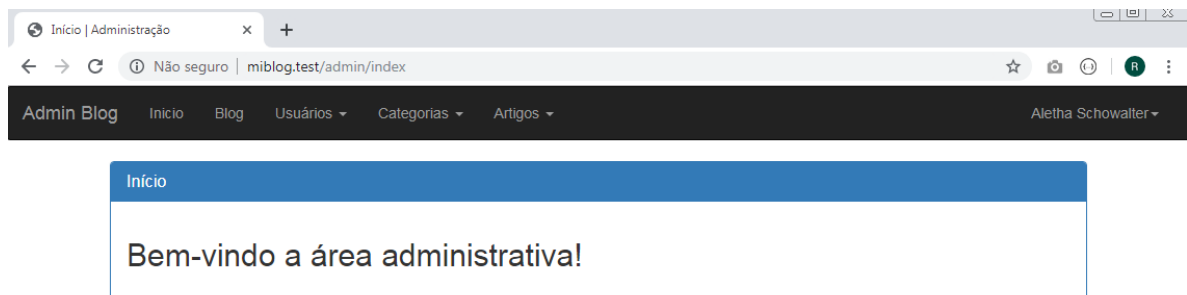 Início | Administração
Não seguro | miblog.test/admin/index
R
Admin Blog Inicio Blog Usuários Categorias Artigos Aletha Schowalter
Início
Bem-vindo a área administrativa!